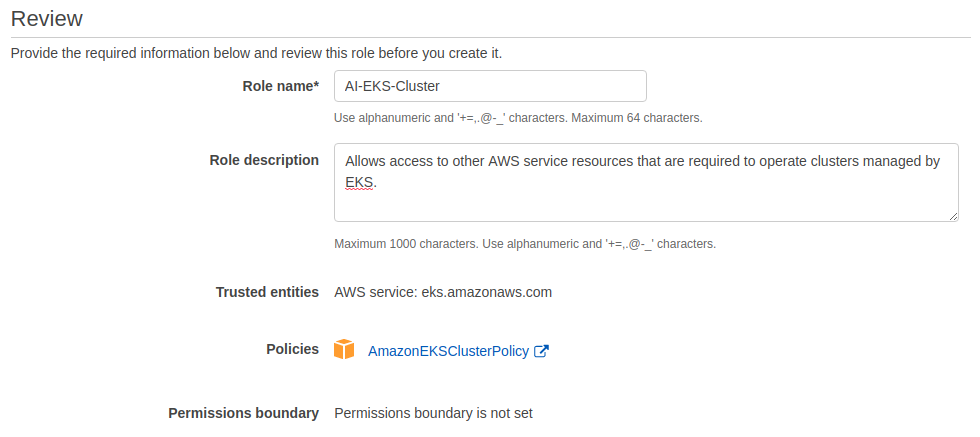 Review
Provide the required information below and review this role before you create it.
Role name*
AI-EKS-Cluster
Use alphanumeric and '+=,.@-_' characters. Maximum 64 characters.
Role description
Allows access to other AWS service resources that are required to operate clusters managed by
EKS.
Maximum 1000 characters. Use alphanumeric and '+=,.@-_' characters.
Trusted entities AWS service: eks.amazonaws.com
Policies AmazonEKSClusterPolicy
Permissions boundary Permissions boundary is not set